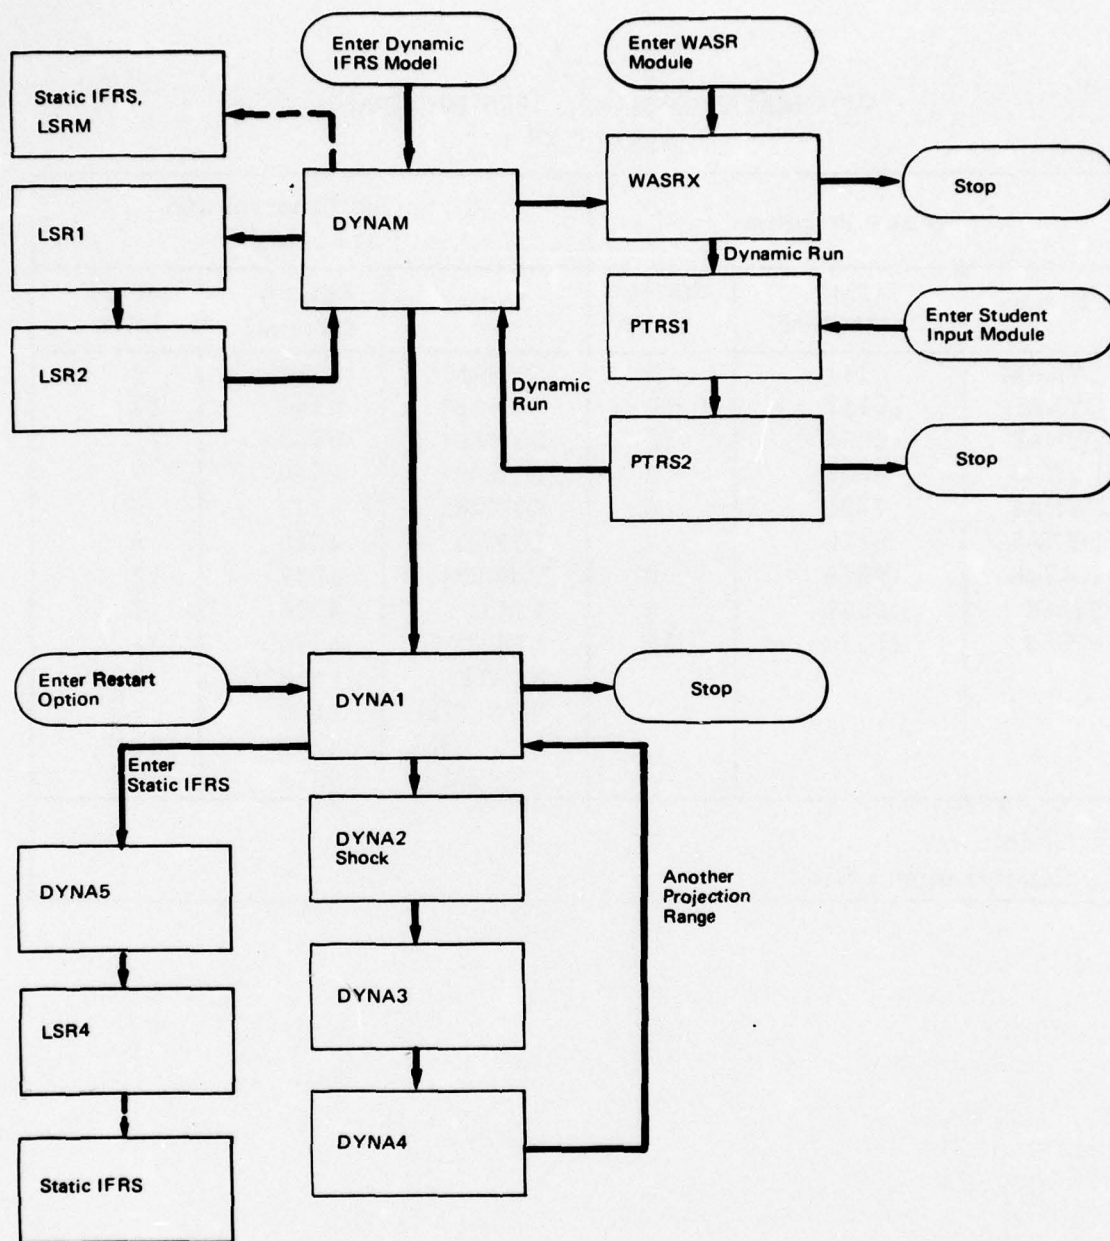 Enter Dynamic
IFRS Model
Enter WASR
Module
Static IFRS,
LSRM
WASRX
Stop
DYNAM
LSR1
Dynamic Run
PTRS1
Enter Student
Input Module
LSR2
Dynamic
Run
PTRS2
Stop
Enter Restart
Option
DYNA1
Stop
Enter
Static IFRS
DYNA2
Shock
DYNA5
Another
Projection
Range
DYNA3
LSR4
DYNA4
Static IFRS